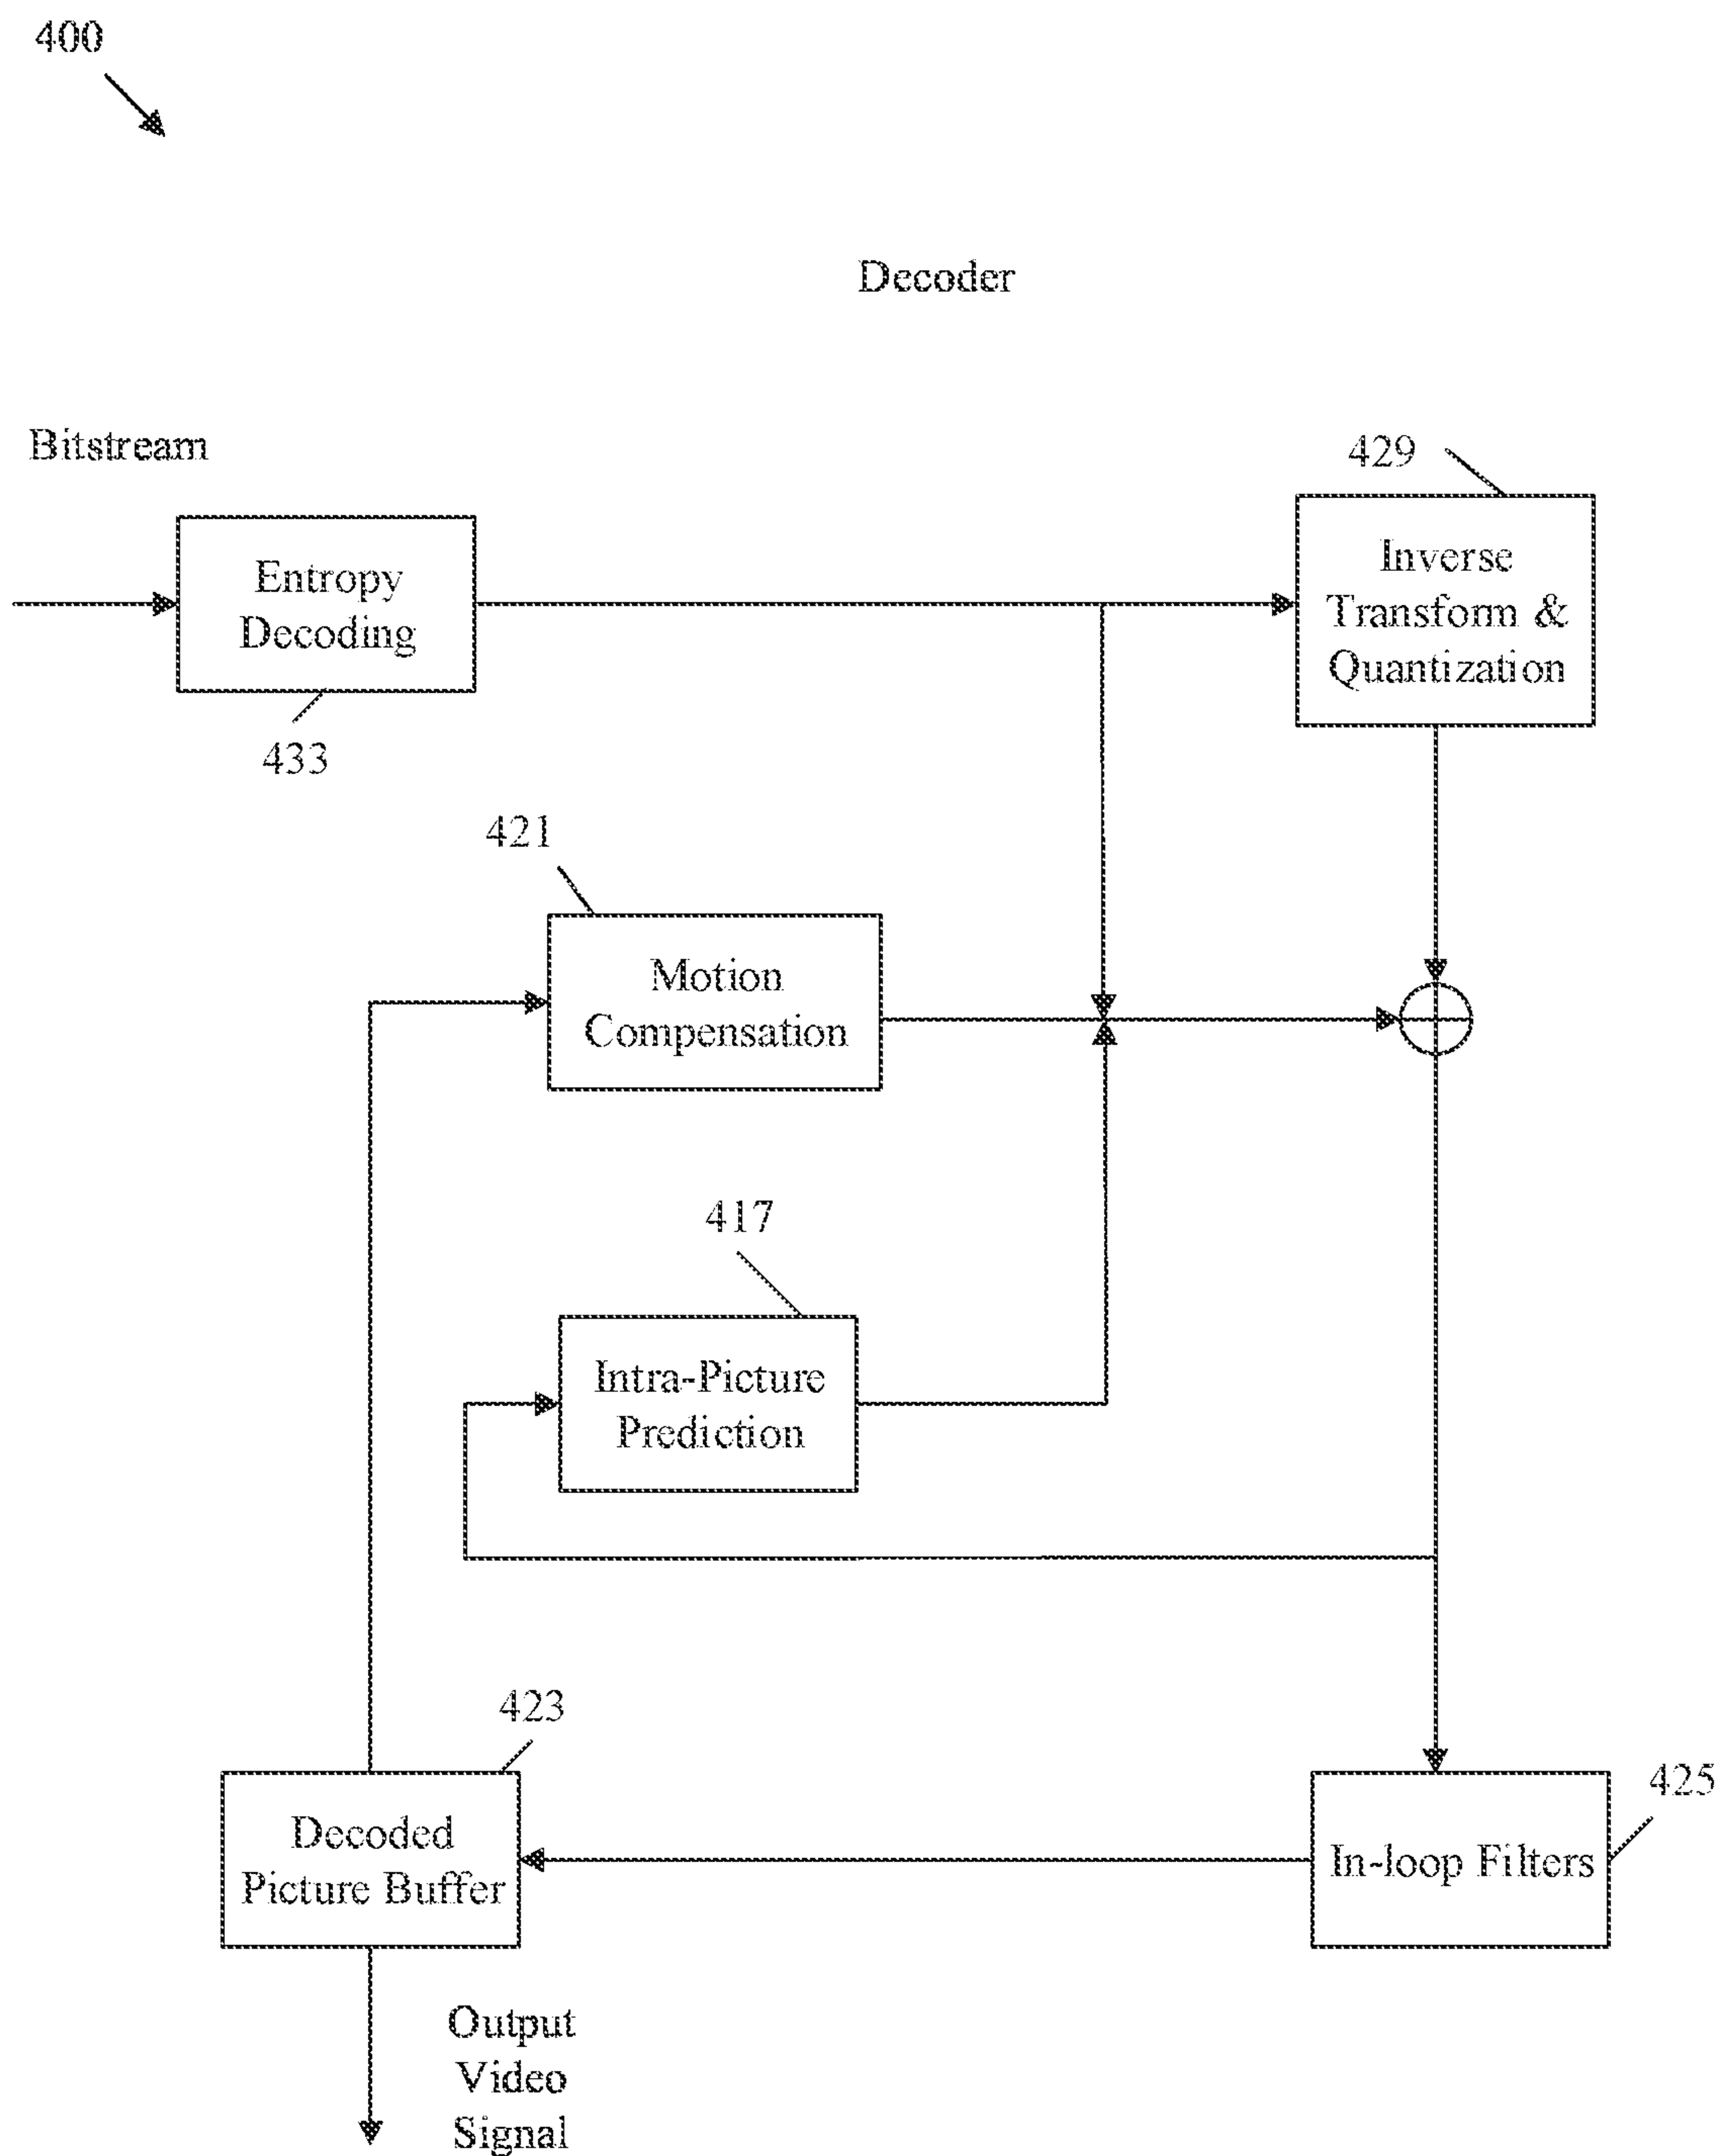 400
Decoder
Bitstream
429
Entropy
Decoding
Inverse
Transform &
Quantization
433
421
Motion
Compensation
417
Intra-Picture
Prediction
423
425
Decoded
Picture Buffer
In-loop Filters
Output
Video
Signal